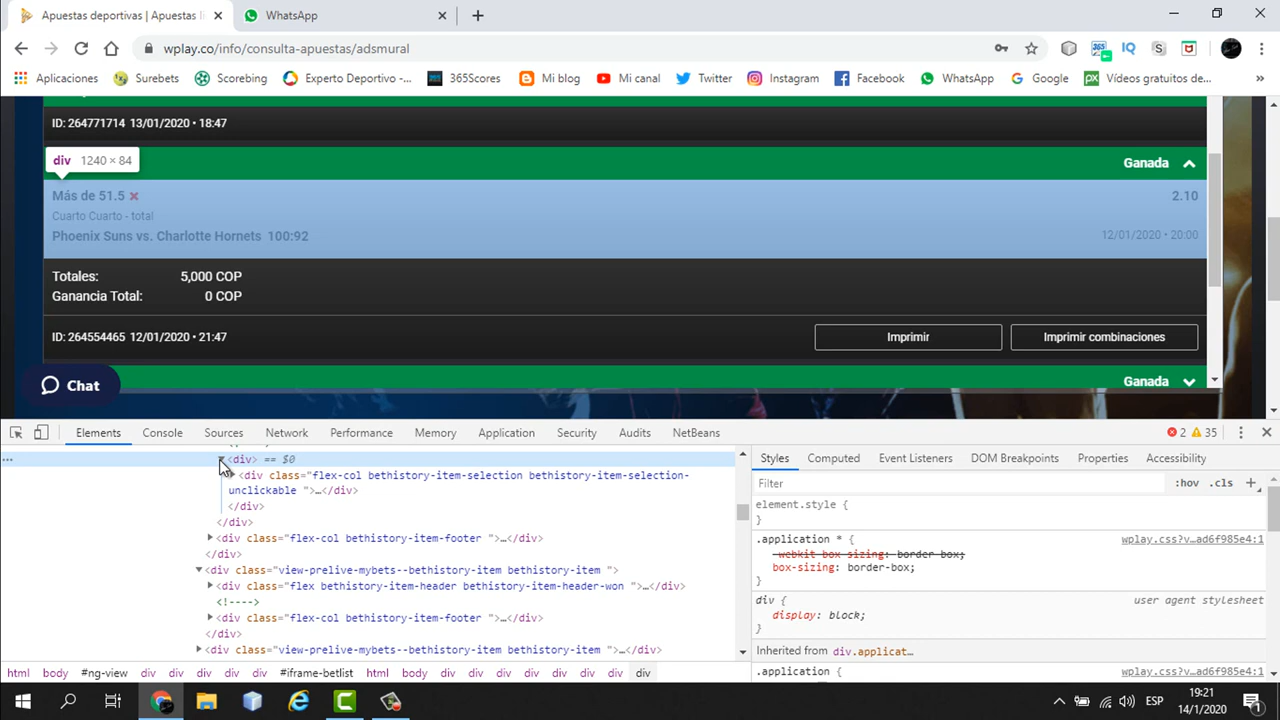 Apuestas deportivas | Apuestas li
WhatsApp
wplay.co/info/consulta-apuestas/adsmural
Aplicaciones
Surebets
Scorebing
Experto Deportivo -...
365Scores
Mi blog
Mi canal
Twitter
Instagram
Facebook
WhatsApp
Google
Vídeos gratuitos de...
ID: 264771714 13/01/2020 • 18:47
div 1240 × 84
Ganada
Más de 51.5
2.10
Cuarto Cuarto - total
Phoenix Suns vs. Charlotte Hornets 100:92
12/01/2020 • 20:00
Totales: 5,000 COP
Ganancia Total: 0 COP
ID: 264554465 12/01/2020 • 21:47
Imprimir
Imprimir combinaciones
Chat
Ganada
Elements Console Sources Network Performance Memory Application Security Audits NetBeans
2 35
<div> == $0
<div class="flex-col bethistory-item-selection bethistory-item-selection-
unclickable ">…</div>
</div>
</div>
<div class="flex-col bethistory-item-footer ">…</div>
</div>
<div class="view-prelive-mybets--bethistory-item bethistory-item ">
<div class="flex bethistory-item-header bethistory-item-header-won ">…</div>
<!---->
<div class="flex-col bethistory-item-footer ">…</div>
</div>
<div class="view-prelive-mybets--bethistory-item bethistory-item ">…</div>
html body #ng-view div div div div #iframe-betlist html body div div div div div div div
Styles Computed Event Listeners DOM Breakpoints Properties Accessibility
Filter
:hov .cls +
element.style {
}
.application * {
wplay.css?v…ad6f985e4:1
-webkit-box-sizing: border-box;
box-sizing: border-box;
}
div {
user agent stylesheet
display: block;
}
Inherited from div.applicat…
.application {
wplay.css?v…ad6f985e4:1
ESP
19:21
14/1/2020